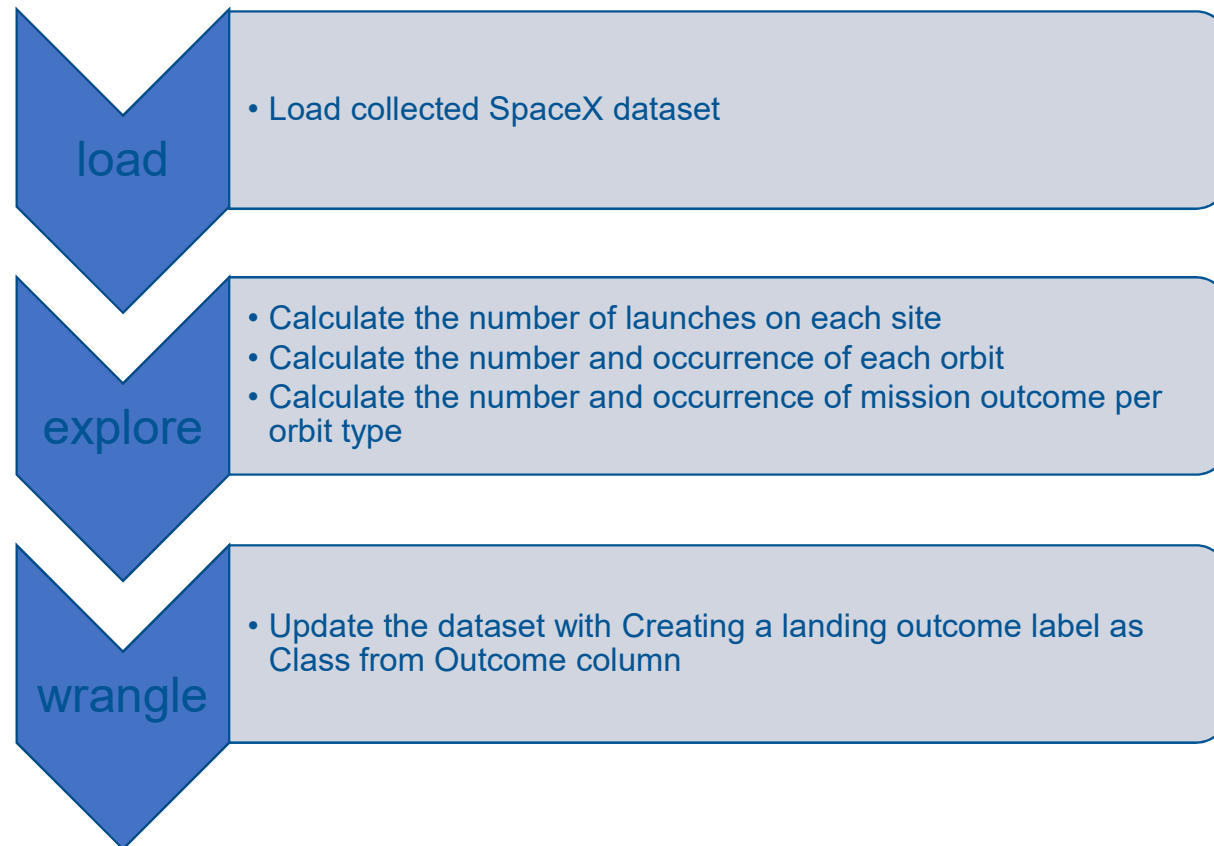 load
• Load collected SpaceX dataset
explore
• Calculate the number of launches on each site
• Calculate the number and occurrence of each orbit
• Calculate the number and occurrence of mission outcome per
orbit type
wrangle
• Update the dataset with Creating a landing outcome label as
Class from Outcome column